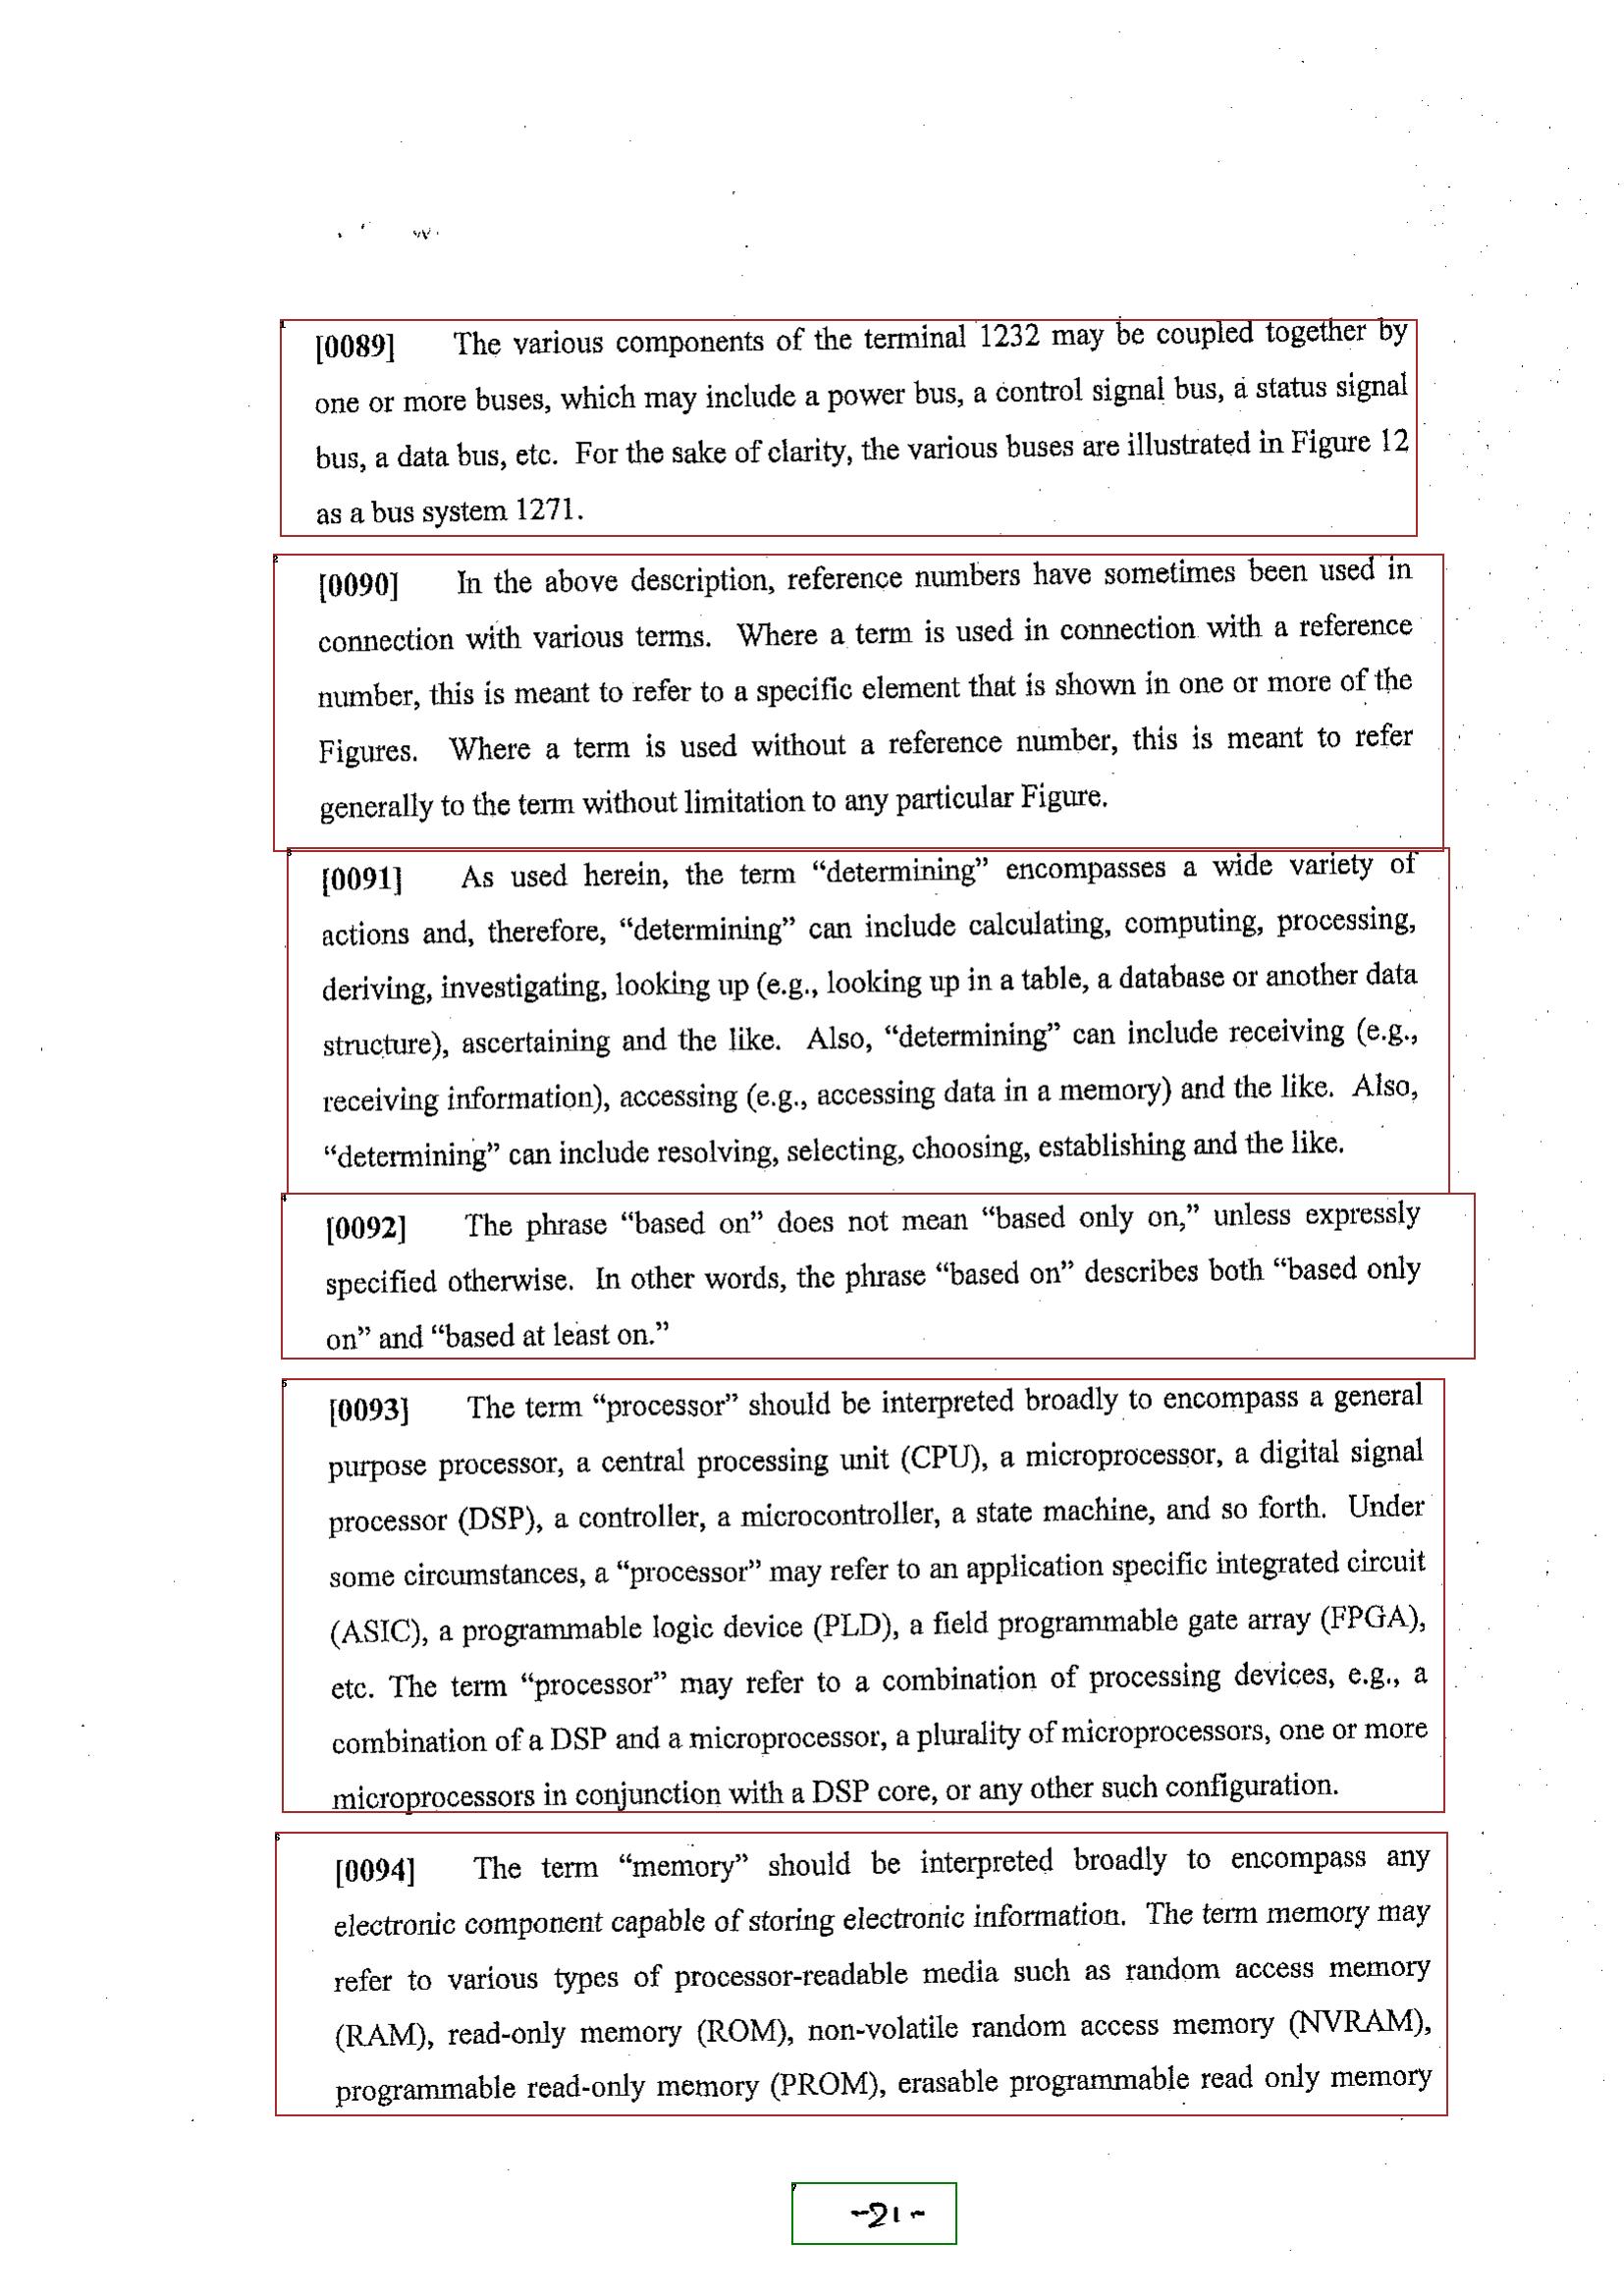 [0089] The various components of the terminal 1232 may be coupled together by
one or more buses, which may include a power bus, a control signal bus, a status signal
bus, a data bus, etc. For the sake of clarity, the various buses are illustrated in Figure 12
as a bus system 1271.
[0090] In the above description, reference numbers have sometimes been used in
connection with various terms. Where a term is used in connection with a reference
number, this is meant to refer to a specific element that is shown in one or more of the
Figures. Where a term is used without a reference number, this is meant to refer
generally to the term without limitation to any particular Figure.
[0091] As used herein, the term “determining” encompasses a wide variety of
actions and, therefore, “determining” can include calculating, computing, processing,
deriving, investigating, looking up (e.g., looking up in a table, a database or another data
structure), ascertaining and the like. Also, “determining” can include receiving (e.g.,
receiving information), accessing (e.g., accessing data in a memory) and the like. Also,
“determining” can include resolving, selecting, choosing, establishing and the like.
[0092] The phrase “based on” does not mean “based only on,” unless expressly
specified otherwise. In other words, the phrase “based on” describes both “based only
on” and “based at least on.”
[0093] The term “processor” should be interpreted broadly to encompass a general
purpose processor, a central processing unit (CPU), a microprocessor, a digital signal
processor (DSP), a controller, a microcontroller, a state machine, and so forth. Under
some circumstances, a “processor” may refer to an application specific integrated circuit
(ASIC), a programmable logic device (PLD), a field programmable gate array (FPGA),
etc. The term “processor” may refer to a combination of processing devices, e.g., a
combination of a DSP and a microprocessor, a plurality of microprocessors, one or more
microprocessors in conjunction with a DSP core, or any other such configuration.
[0094] The term “memory” should be interpreted broadly to encompass any
electronic component capable of storing electronic information. The term memory may
refer to various types of processor-readable media such as random access memory
(RAM), read-only memory (ROM), non-volatile random access memory (NVRAM),
programmable read-only memory (PROM), erasable programmable read only memory
-21-